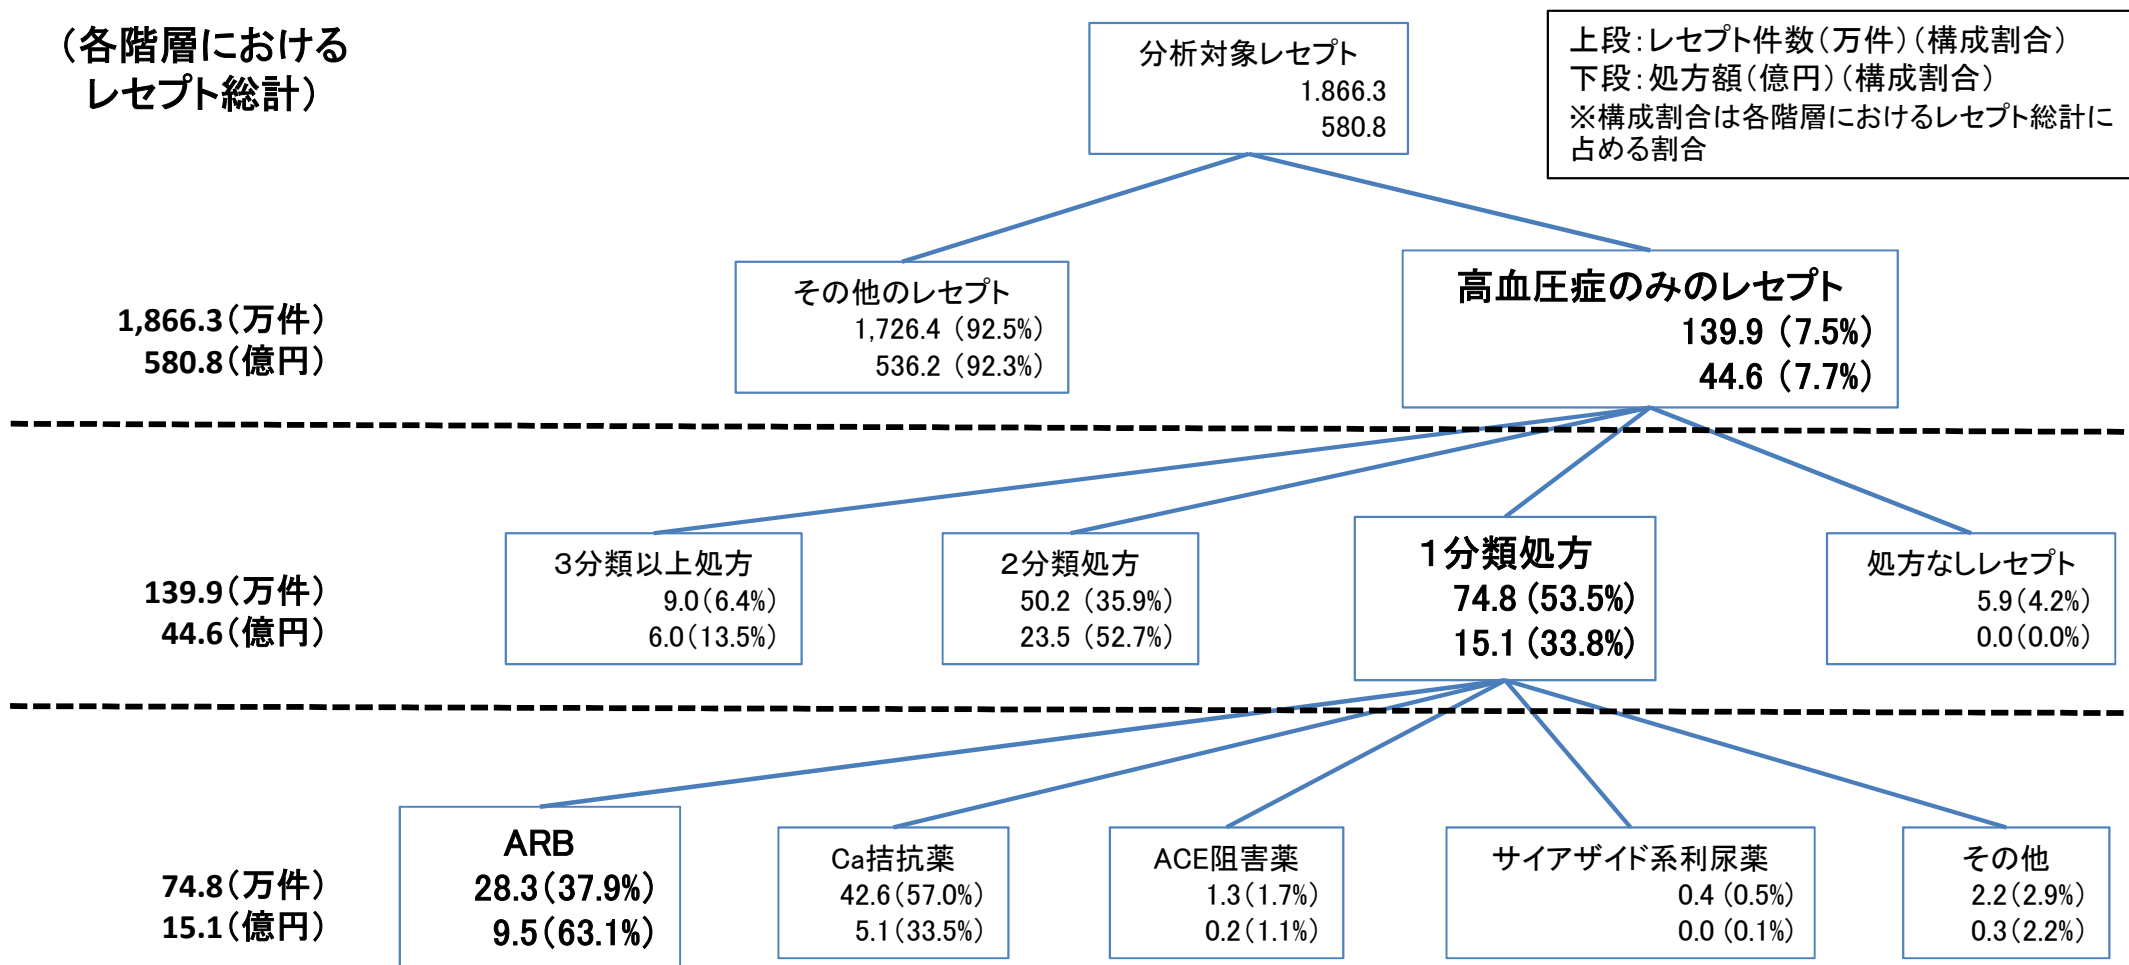 （各階層における
レセプト総計）
分析対象レセプト
1.866.3
580.8
上段：レセプト件数（万件）（構成割合）
下段：処方額（億円）（構成割合）
※構成割合は各階層におけるレセプト総計に
占める割合
1,866.3（万件）
580.8（億円）
その他のレセプト
1,726.4 （92.5%）
536.2 （92.3%）
高血圧症のみのレセプト
139.9 （7.5%）
44.6 （7.7%）
139.9（万件）
44.6（億円）
３分類以上処方
9.0（6.4%）
6.0（13.5%）
２分類処方
50.2 （35.9%）
23.5 （52.7%）
１分類処方
74.8 （53.5%）
15.1 （33.8%）
処方なしレセプト
5.9（4.2%）
0.0（0.0%）
74.8（万件）
15.1（億円）
ARB
28.3（37.9%）
9.5（63.1%）
Ca拮抗薬
42.6（57.0%）
5.1（33.5%）
ACE阻害薬
1.3（1.7%）
0.2（1.1%）
サイアザイド系利尿薬
0.4 （0.5%）
0.0 （0.1%）
その他
2.2（2.9%）
0.3（2.2%）